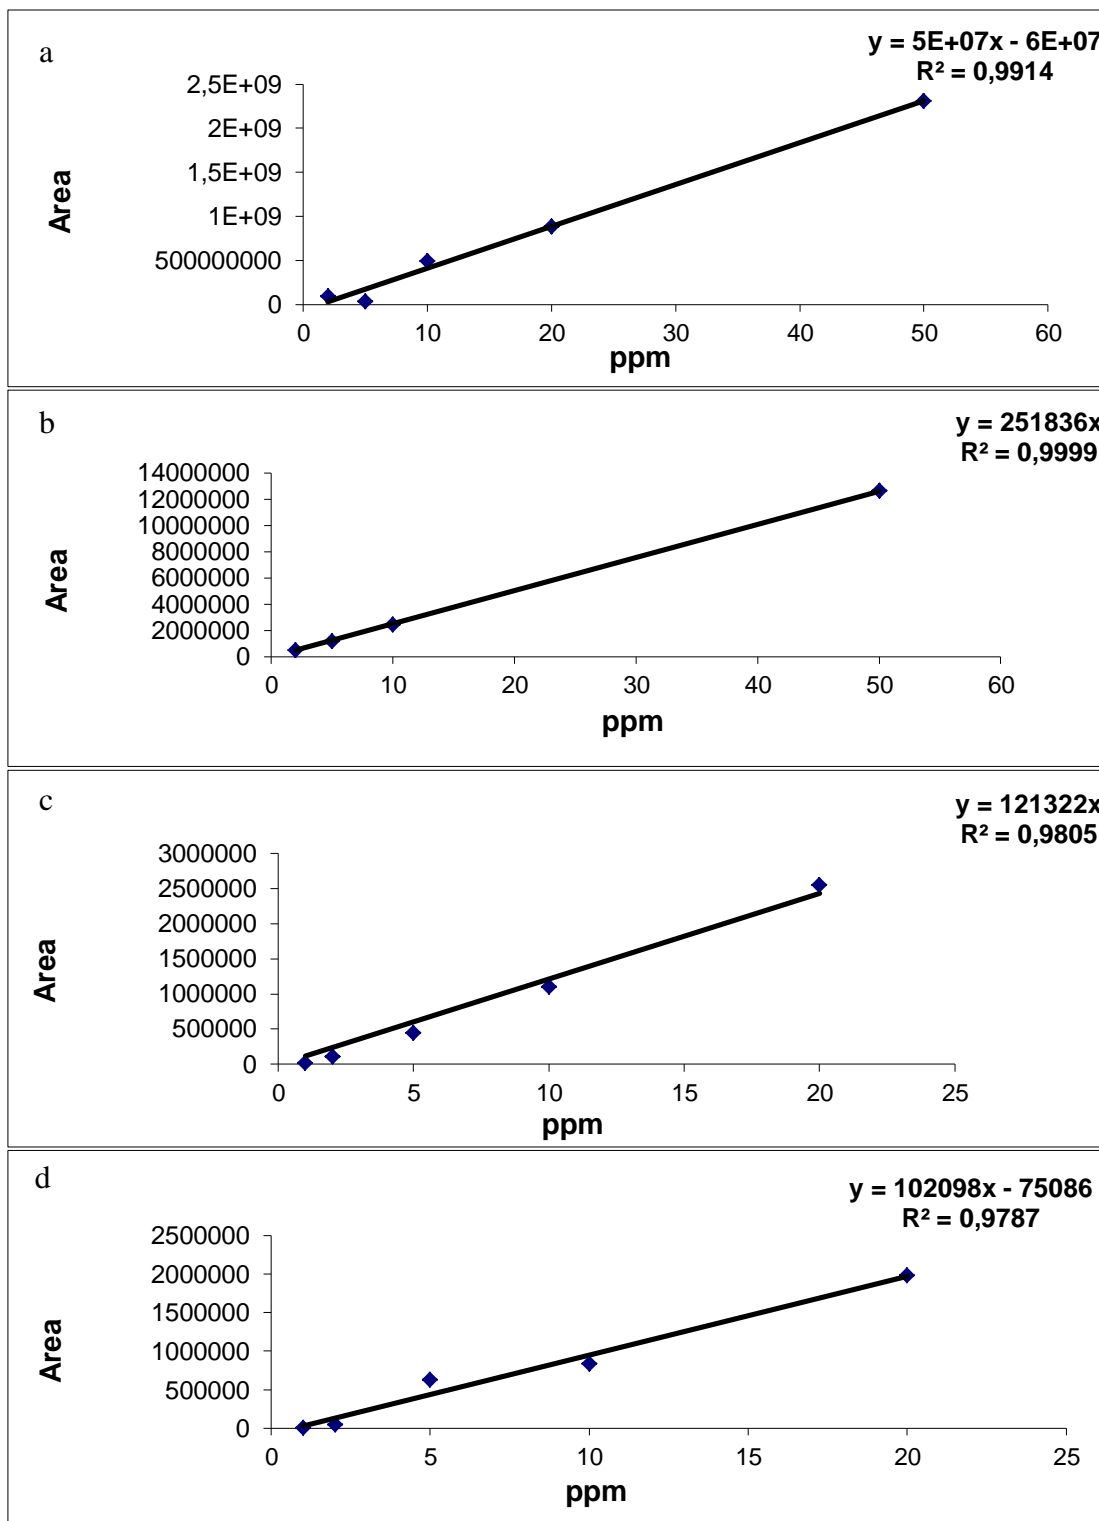 a
y = 5E+07x - 6E+07
R² = 0,9914
2,5E+09
2E+09
1,5E+09
1E+09
500000000
0
Area
0 10 20 30 40 50 60
ppm
b
y = 251836x
R² = 0,9999
14000000
12000000
10000000
8000000
6000000
4000000
2000000
0
Area
0 10 20 30 40 50 60
ppm
c
y = 121322x
R² = 0,9805
3000000
2500000
2000000
1500000
1000000
500000
0
Area
0 5 10 15 20 25
ppm
d
y = 102098x - 75086
R² = 0,9787
2500000
2000000
1500000
1000000
500000
0
Area
0 5 10 15 20 25
ppm